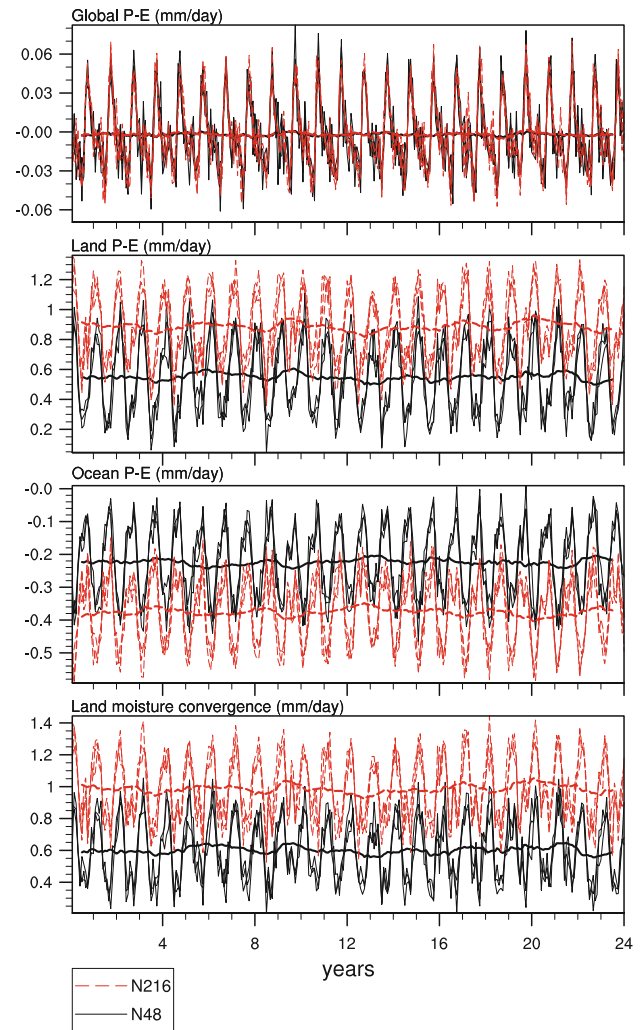 Global P-E (mm/day)
0.06
0.03
-0.00
-0.03
-0.06
Land P-E (mm/day)
1.2
1
0.8
0.6
0.4
0.2
Ocean P-E (mm/day)
-0.0
-0.1
-0.2
-0.3
-0.4
-0.5
Land moisture convergence (mm/day)
1.4
1.2
1
0.8
0.6
0.4
4 8 12 16 20 24
years
N216
N48